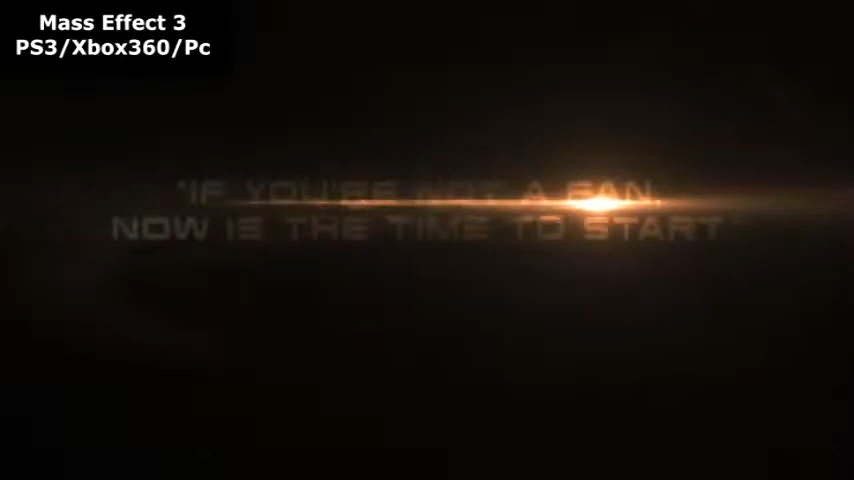 Mass Effect 3
PS3/Xbox360/Pc
"IF YOU'RE NOT A FAN,
NOW IS THE TIME TO START"